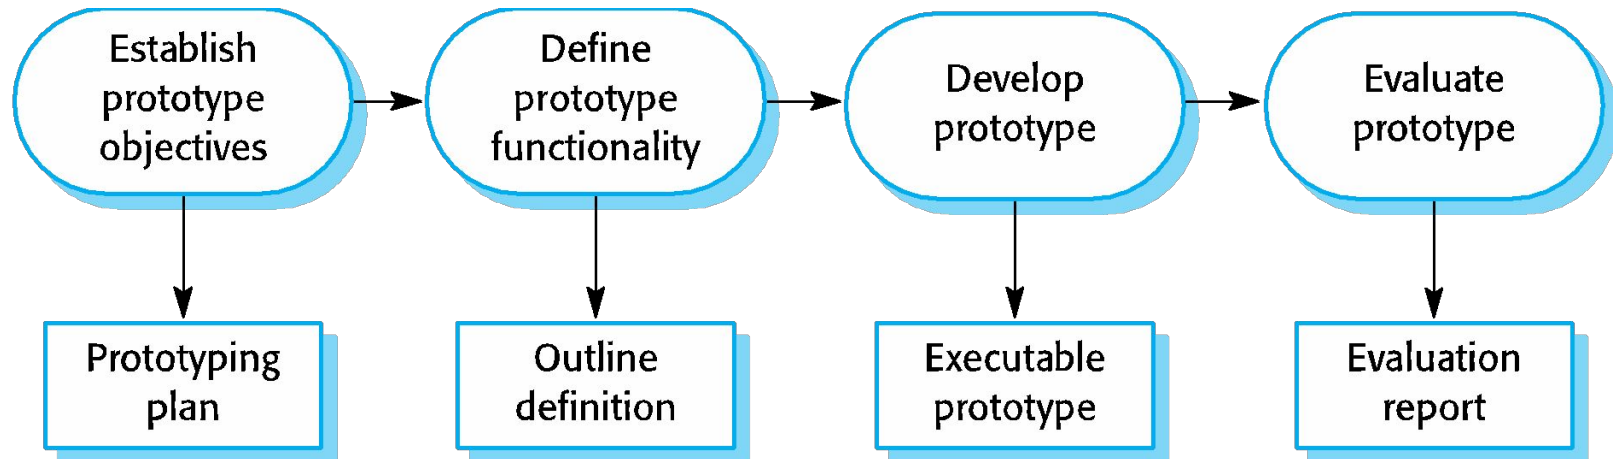 Establish
prototype
objectives
Define
prototype
functionality
Develop
prototype
Evaluate
prototype
Prototyping
plan
Outline
definition
Executable
prototype
Evaluation
report